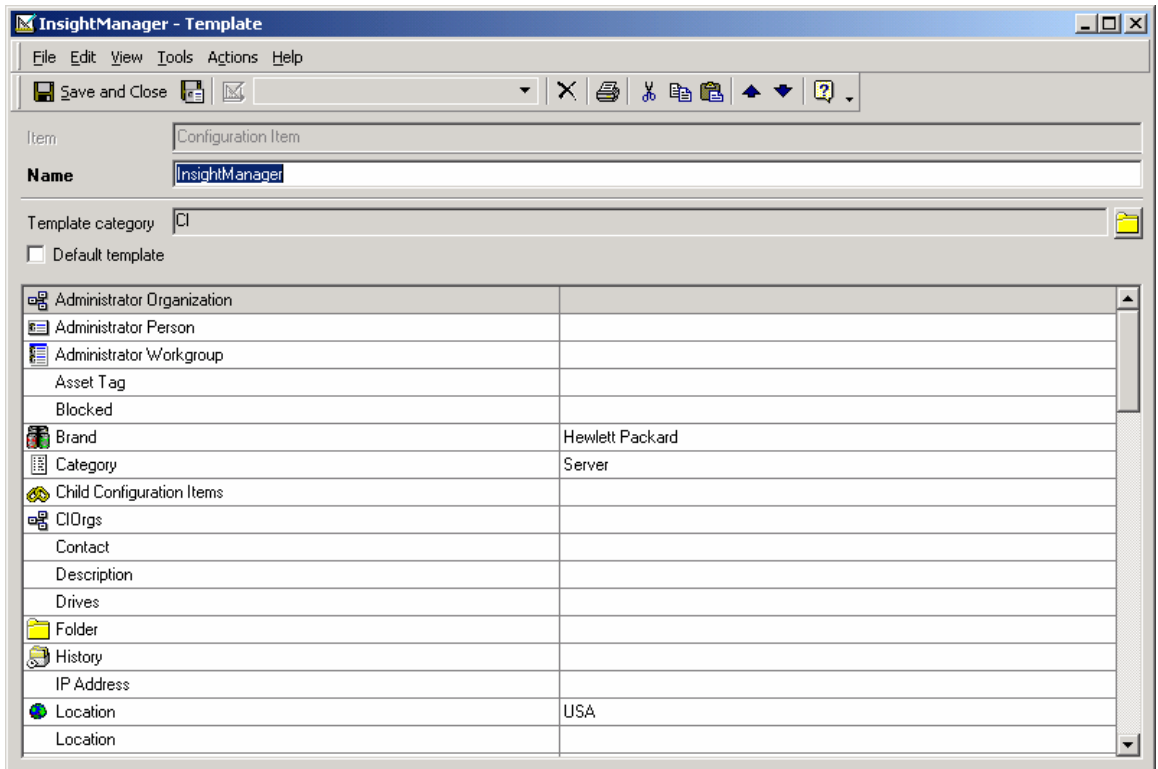 InsightManager - Template
File Edit View Tools Actions Help
Save and Close
Item Configuration Item
Name InsightManager
Template category CI
Default template
Administrator Organization
Administrator Person
Administrator Workgroup
Asset Tag
Blocked
Brand Hewlett Packard
Category Server
Child Configuration Items
CIOrgs
Contact
Description
Drives
Folder
History
IP Address
Location USA
Location